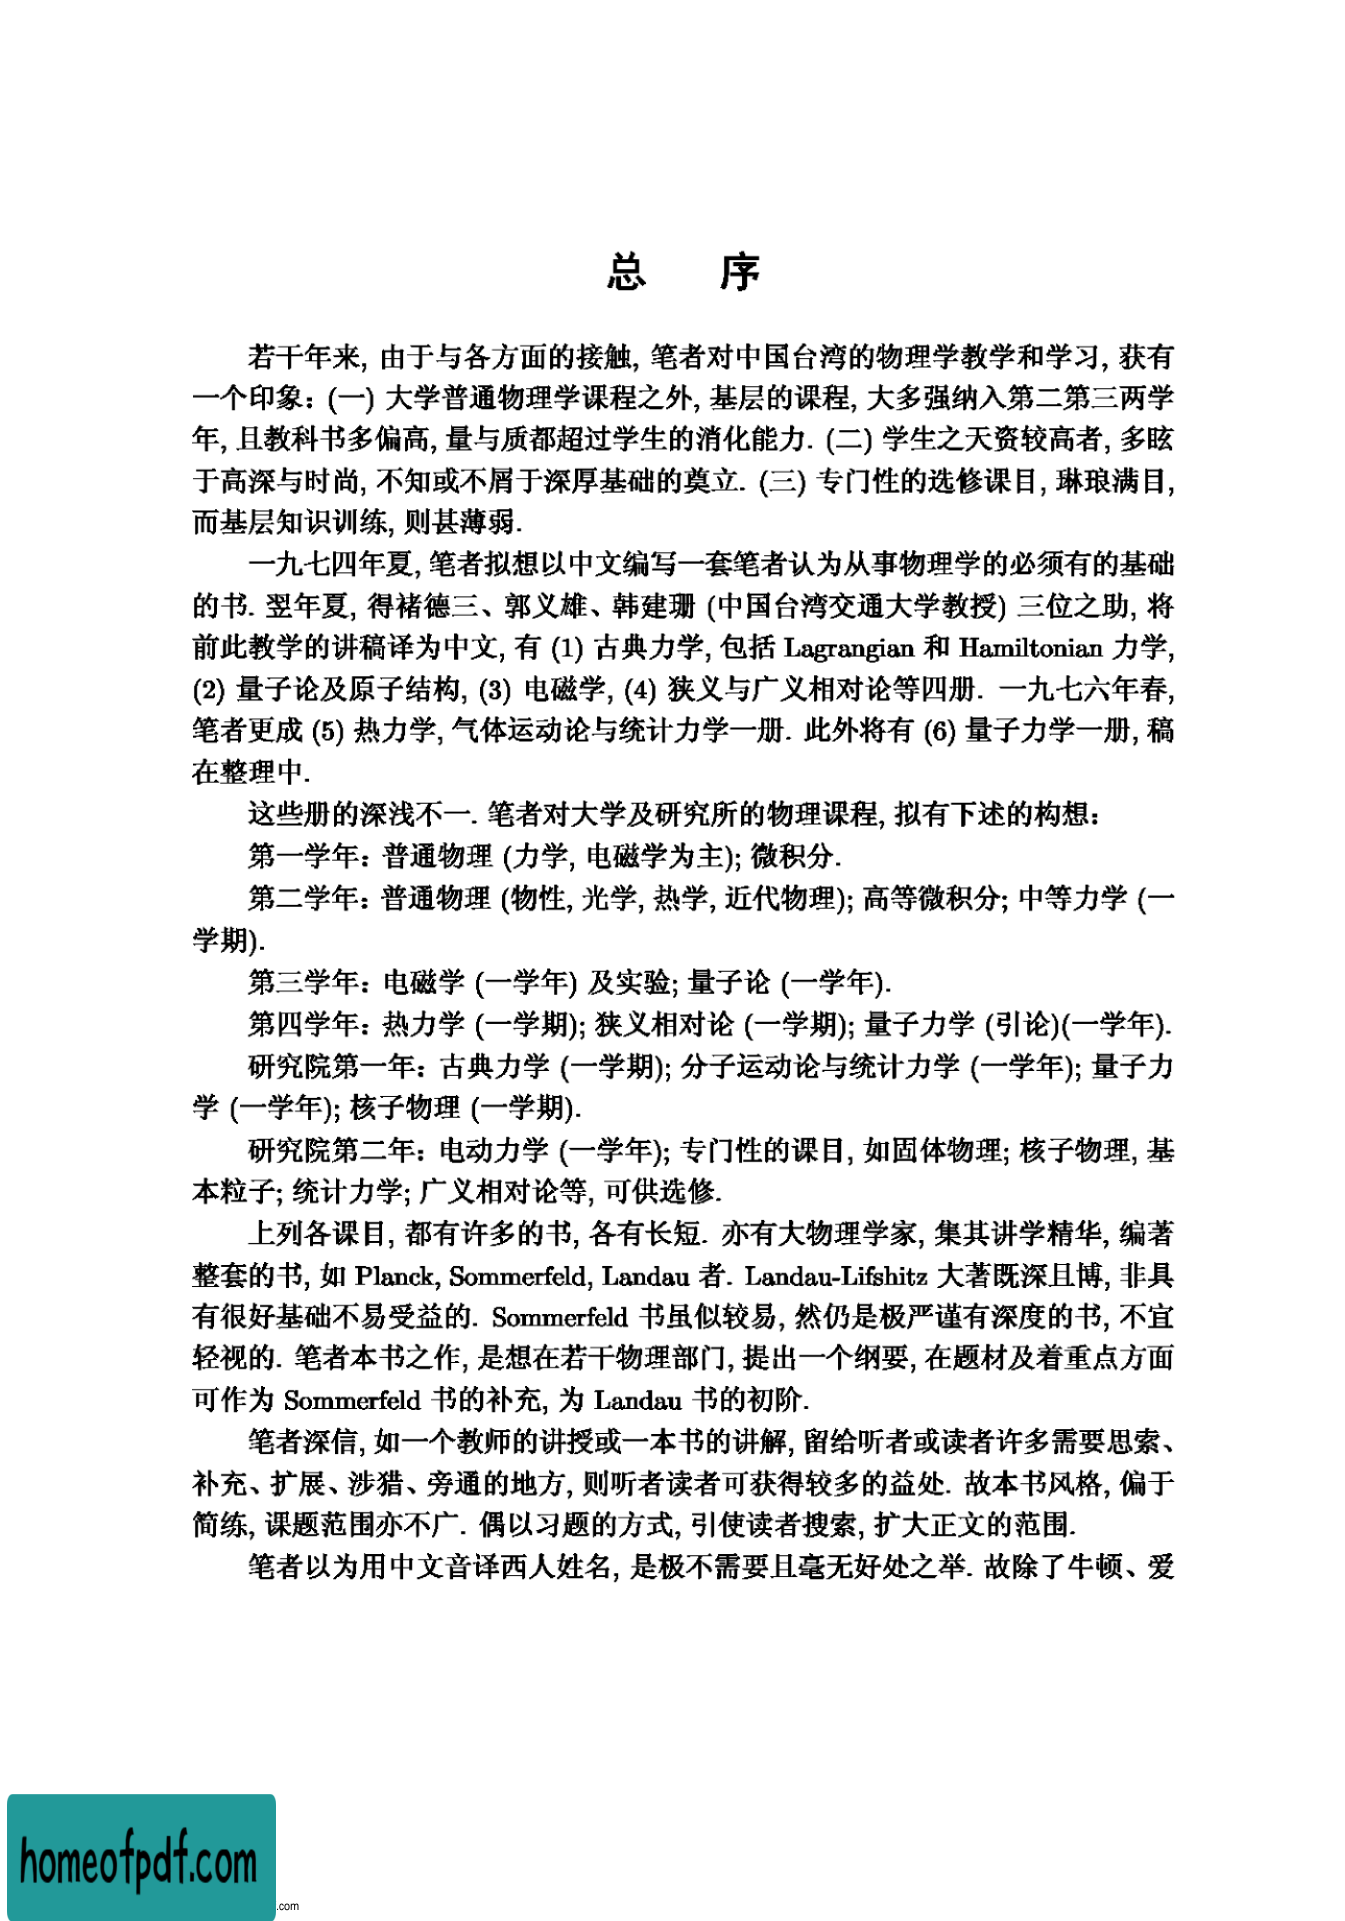 总 序
若干年来, 由于与各方面的接触, 笔者对中国台湾的物理学教学和学习, 获有
一个印象: (一) 大学普通物理学课程之外, 基层的课程, 大多强纳入第二第三两学
年, 且教科书多偏高, 量与质都超过学生的消化能力. (二) 学生之天资较高者, 多眩
于高深与时尚, 不知或不屑于深厚基础的奠立. (三) 专门性的选修课目, 琳琅满目,
而基层知识训练, 则甚薄弱.
一九七四年夏, 笔者拟想以中文编写一套笔者认为从事物理学的必须有的基础
的书. 翌年夏, 得褚德三、郭义雄、韩建珊 (中国台湾交通大学教授) 三位之助, 将
前此教学的讲稿译为中文, 有 (1) 古典力学, 包括 Lagrangian 和 Hamiltonian 力学,
(2) 量子论及原子结构, (3) 电磁学, (4) 狭义与广义相对论等四册. 一九七六年春,
笔者更成 (5) 热力学, 气体运动论与统计力学一册. 此外将有 (6) 量子力学一册, 稿
在整理中.
这些册的深浅不一. 笔者对大学及研究所的物理课程, 拟有下述的构想:
第一学年: 普通物理 (力学, 电磁学为主); 微积分.
第二学年: 普通物理 (物性, 光学, 热学, 近代物理); 高等微积分; 中等力学 (一
学期).
第三学年: 电磁学 (一学年) 及实验; 量子论 (一学年).
第四学年: 热力学 (一学期); 狭义相对论 (一学期); 量子力学 (引论)(一学年).
研究院第一年: 古典力学 (一学期); 分子运动论与统计力学 (一学年); 量子力
学 (一学年); 核子物理 (一学期).
研究院第二年: 电动力学 (一学年); 专门性的课目, 如固体物理; 核子物理, 基
本粒子; 统计力学; 广义相对论等, 可供选修.
上列各课目, 都有许多的书, 各有长短. 亦有大物理学家, 集其讲学精华, 编著
整套的书, 如 Planck, Sommerfeld, Landau 者. Landau-Lifshitz 大著既深且博, 非具
有很好基础不易受益的. Sommerfeld 书虽似较易, 然仍是极严谨有深度的书, 不宜
轻视的. 笔者本书之作, 是想在若干物理部门, 提出一个纲要, 在题材及着重点方面
可作为 Sommerfeld 书的补充, 为 Landau 书的初阶.
笔者深信, 如一个教师的讲授或一本书的讲解, 留给听者或读者许多需要思索、
补充、扩展、涉猎、旁通的地方, 则听者读者可获得较多的益处. 故本书风格, 偏于
简练, 课题范围亦不广. 偶以习题的方式, 引使读者搜索, 扩大正文的范围.
笔者以为用中文音译西人姓名, 是极不需要且毫无好处之举. 故除了牛顿、爱
homeofpdf.com
.com